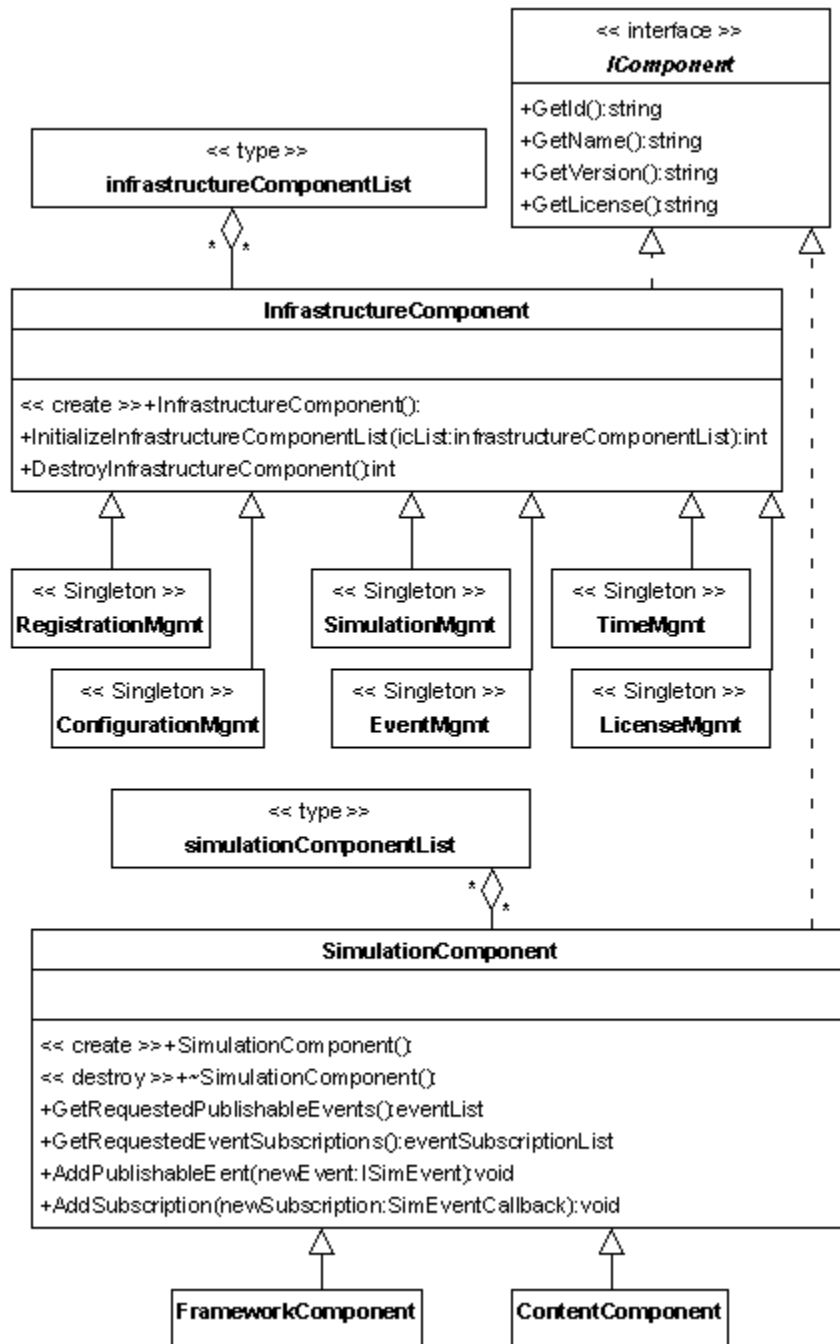 << interface >>
IComponent
+GetId():string
+GetName():string
+GetVersion():string
+GetLicense():string
<< type >>
infrastructureComponentList
* *
InfrastructureComponent
<< create >>+InfrastructureComponent():
+InitializeInfrastructureComponentList(icList:infrastructureComponentList):int
+DestroyInfrastructureComponent():int
<< Singleton >>
RegistrationMgmt
<< Singleton >>
SimulationMgmt
<< Singleton >>
TimeMgmt
<< Singleton >>
ConfigurationMgmt
<< Singleton >>
EventMgmt
<< Singleton >>
LicenseMgmt
<< type >>
simulationComponentList
*
*
SimulationComponent
<< create >>+SimulationComponent():
<< destroy >>+~SimulationComponent():
+GetRequestedPublishableEvents():eventList
+GetRequestedEventSubscriptions():eventSubscriptionList
+AddPublishableEent(newEvent:ISimEvent):void
+AddSubscription(newSubscription:SimEventCallback):void
FrameworkComponent
ContentComponent